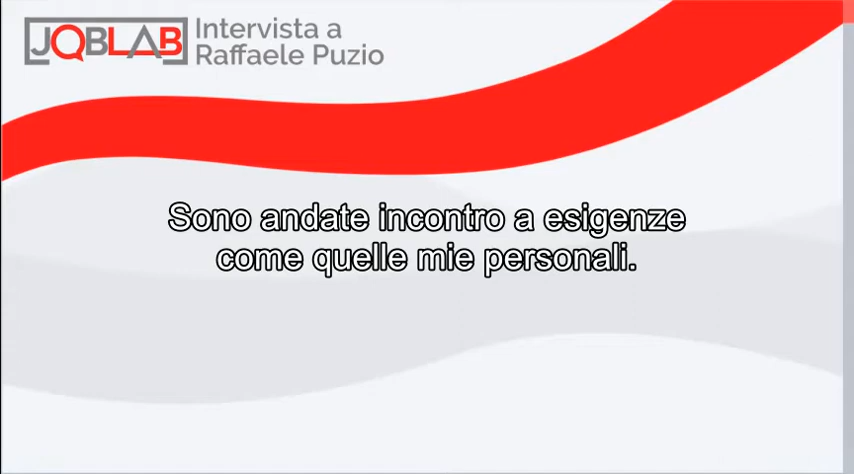 JOBLAB
Intervista a
Raffaele Puzio
Sono andate incontro a esigenze
come quelle mie personali.